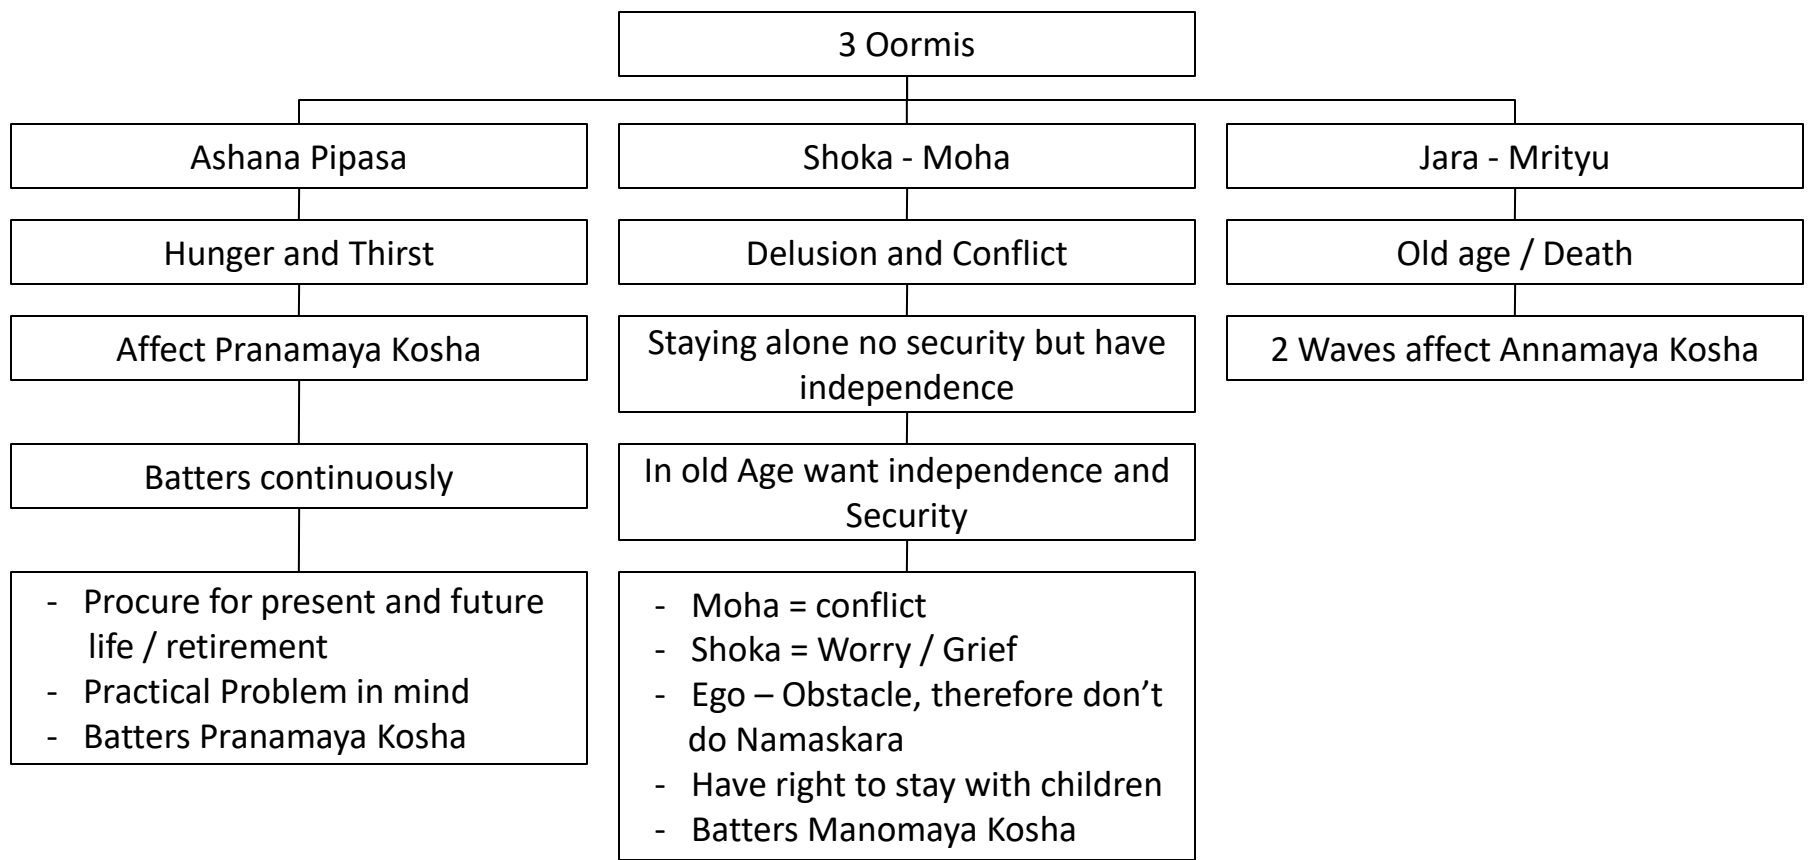 3 Oormis
Ashana Pipasa
Hunger and Thirst
Affect Pranamaya Kosha
Batters continuously
- Procure for present and future
life / retirement
- Practical Problem in mind
- Batters Pranamaya Kosha
Shoka - Moha
Delusion and Conflict
Staying alone no security but have
independence
In old Age want independence and
Security
- Moha = conflict
- Shoka = Worry / Grief
- Ego – Obstacle, therefore don’t
do Namaskara
- Have right to stay with children
- Batters Manomaya Kosha
Jara - Mrityu
Old age / Death
2 Waves affect Annamaya Kosha